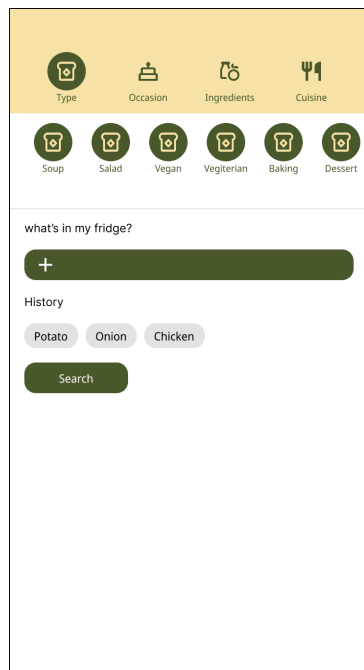 Type Occasion Ingredients Cuisine
Soup Salad Vegan Vegiterian Baking Dessert
what's in my fridge?
History
Potato Onion Chicken
Search